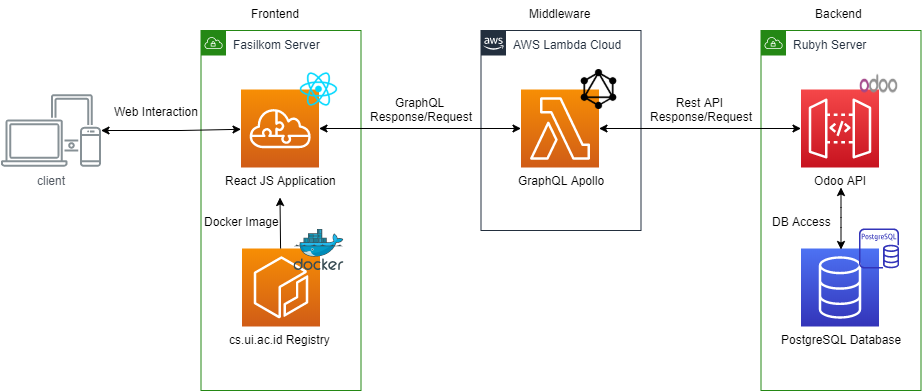 Frontend
Middleware
Backend
Fasilkom Server
aws
AWS Lambda Cloud
Rubyh Server
odoo
Web Interaction
GraphQL
Response/Request
Rest API
Response/Request
client
React JS Application
GraphQL Apollo
Odoo API
Docker Image
DB Access
docker
PostgreSQL
cs.ui.ac.id Registry
PostgreSQL Database